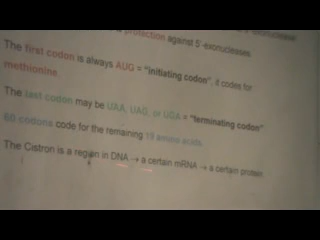 protection against 5'-exonucleases.
The first codon is always AUG = "initiating codon", it codes for
methionine.
The last codon may be UAA, UAG, or UGA = "terminating codon"
60 codons code for the remaining 19 amino acids.
The Cistron is a region in DNA → a certain mRNA → a certain protein